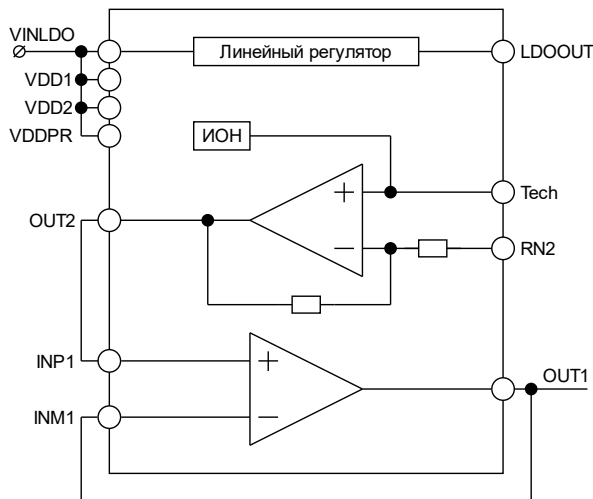 VINLDO
Линейный регулятор
LDOOUT
VDD1
VDD2
VDDPR
ИОН
+
Tech
OUT2
−
RN2
INP1
+
OUT1
INM1
−